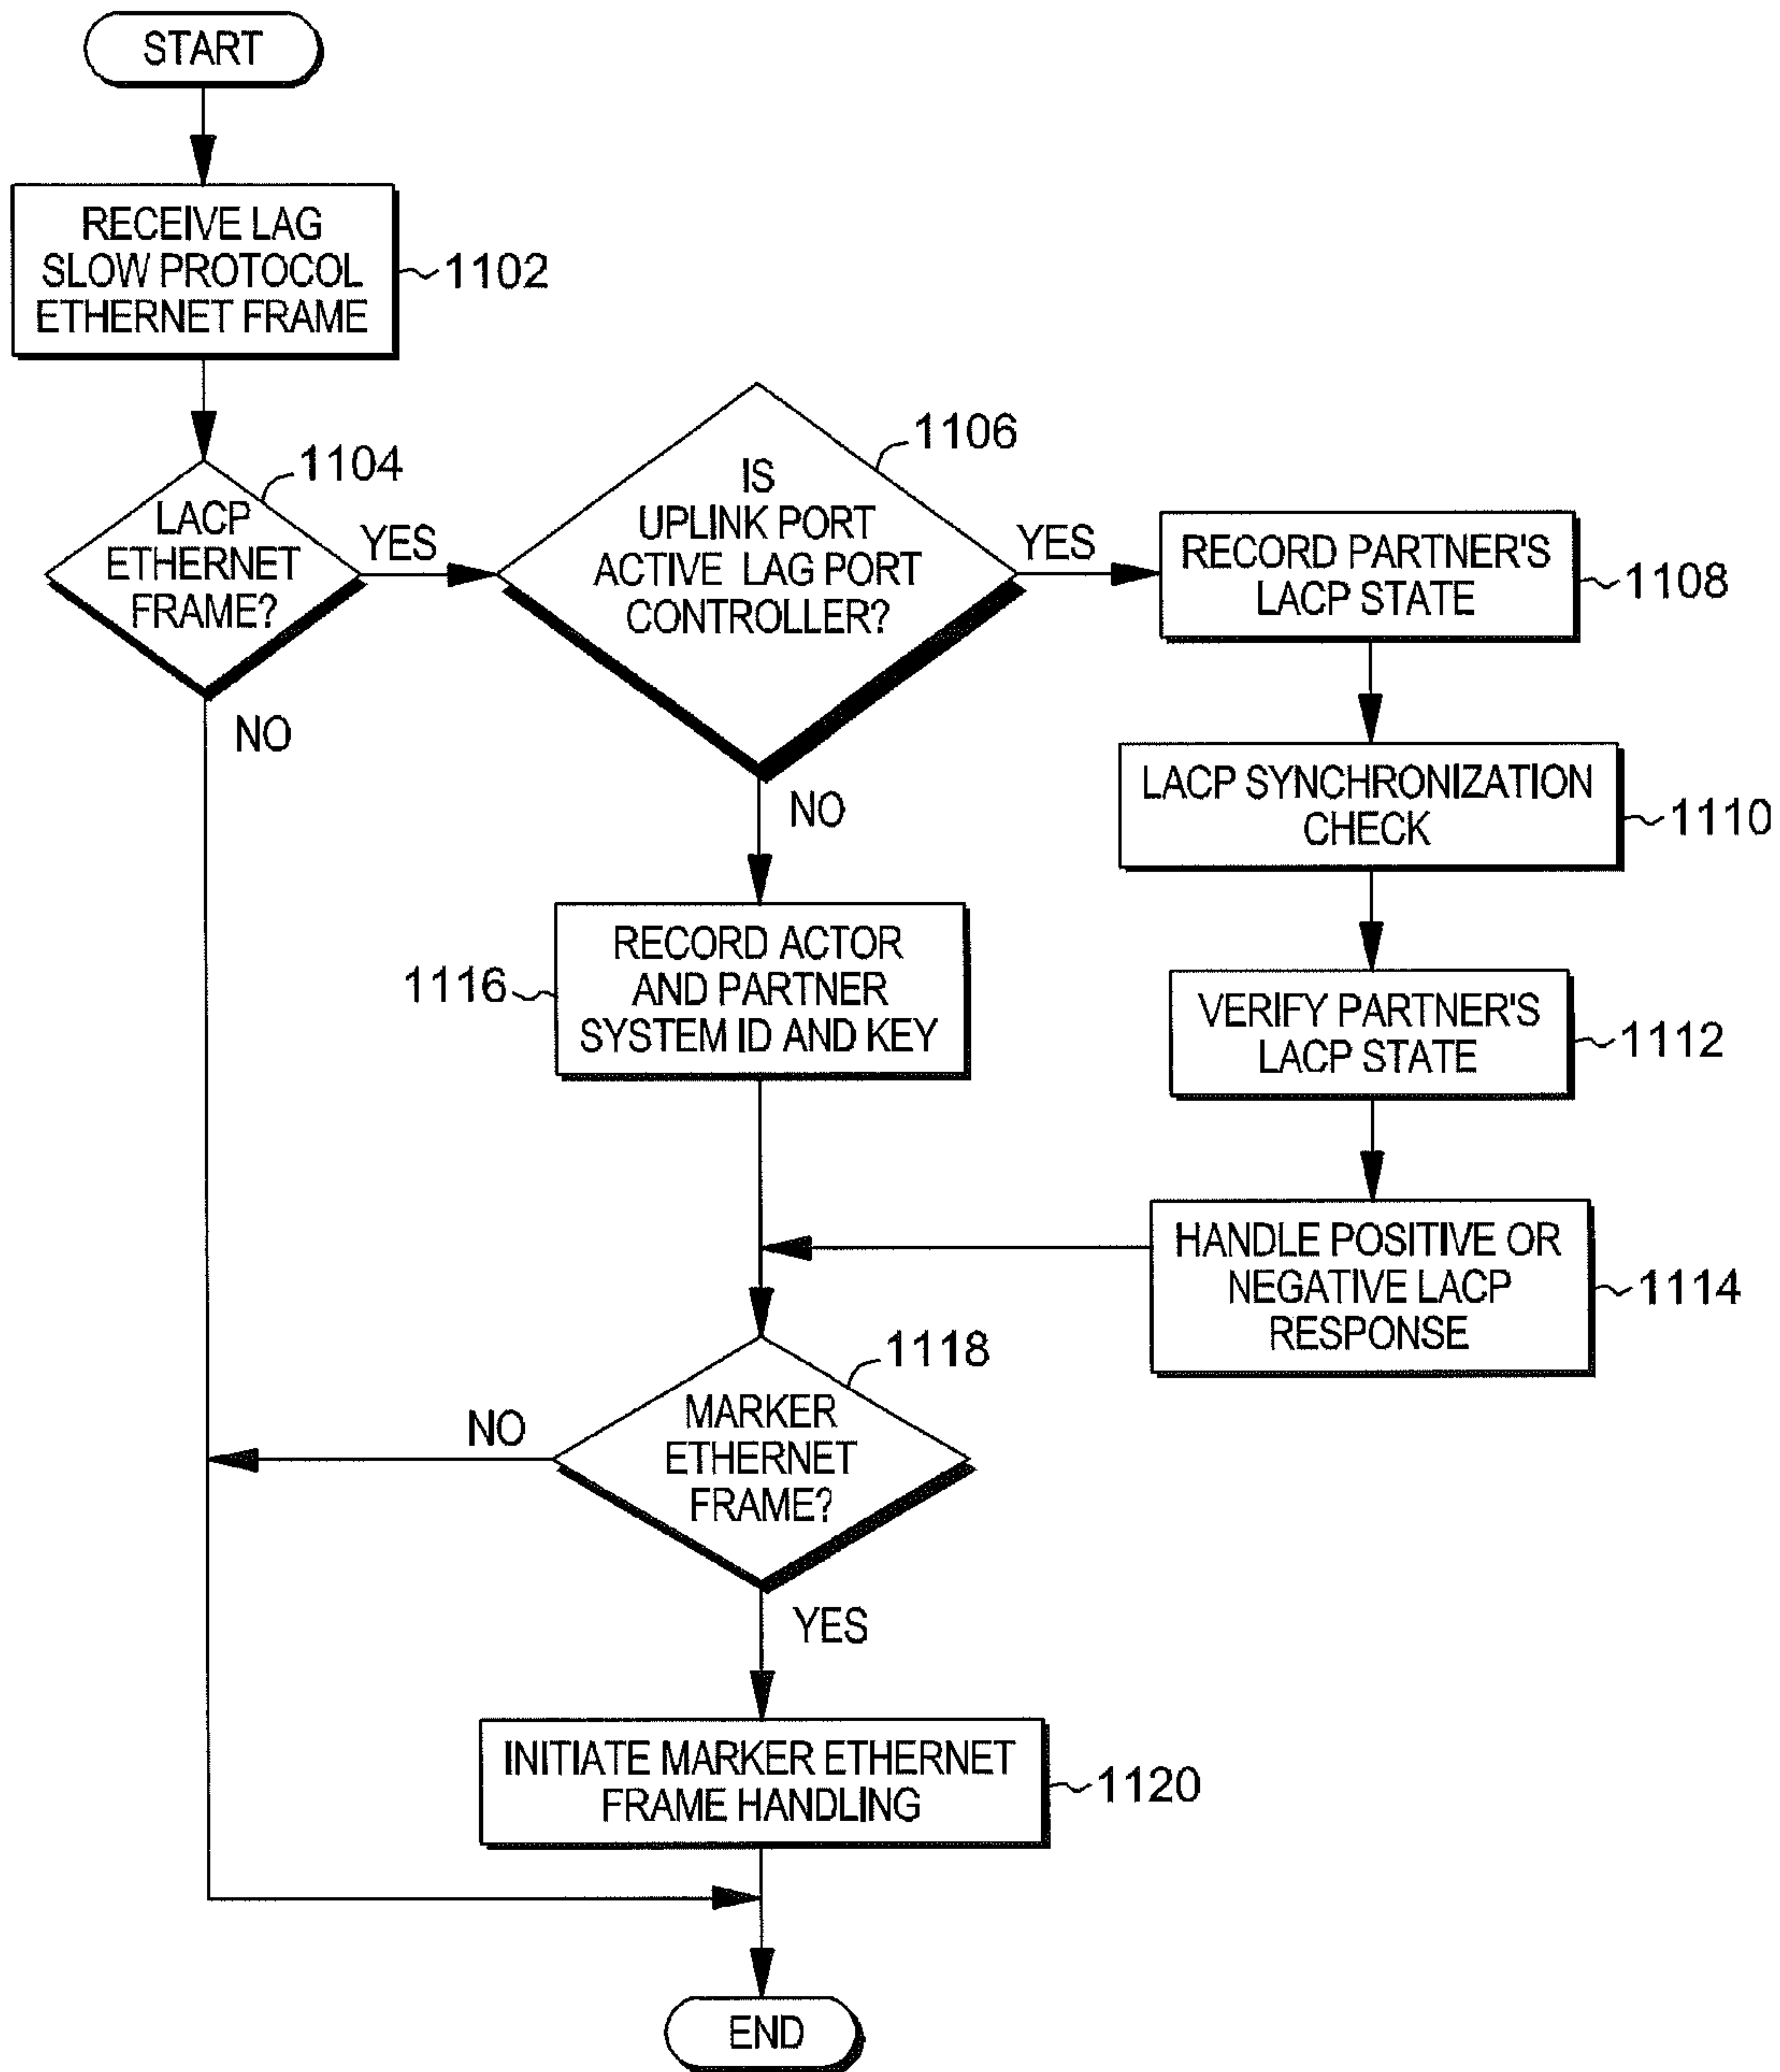 START
RECEIVE LAG
SLOW PROTOCOL
ETHERNET FRAME
1102
1104
LACP
ETHERNET
FRAME?
YES
NO
1106
IS
UPLINK PORT
ACTIVE LAG PORT
CONTROLLER?
YES
NO
RECORD PARTNER'S
LACP STATE
1108
LACP SYNCHRONIZATION
CHECK
1110
VERIFY PARTNER'S
LACP STATE
1112
HANDLE POSITIVE OR
NEGATIVE LACP
RESPONSE
1114
RECORD ACTOR
AND PARTNER
SYSTEM ID AND KEY
1116
1118
MARKER
ETHERNET
FRAME?
NO
YES
INITIATE MARKER ETHERNET
FRAME HANDLING
1120
END